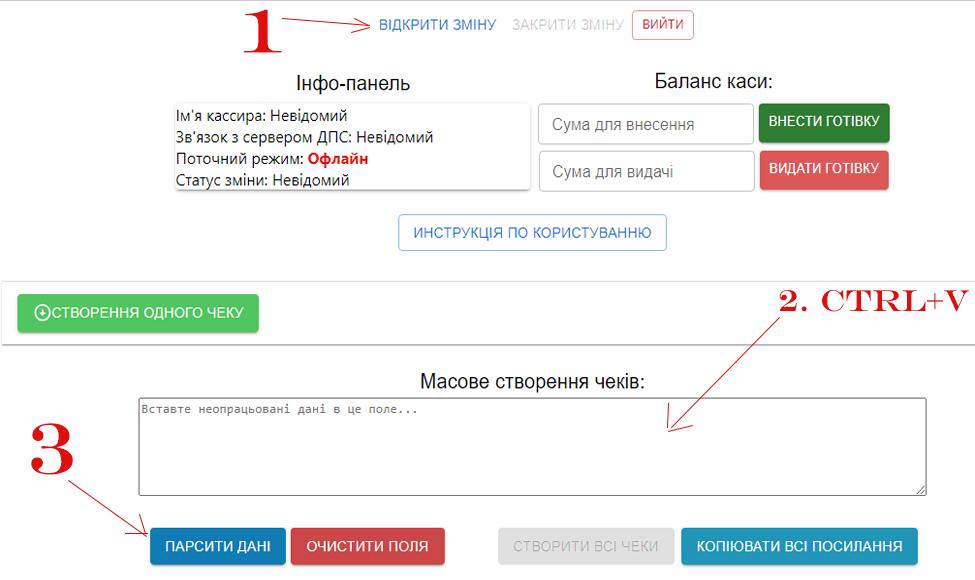 1
ВІДКРИТИ ЗМІНУ ЗАКРИТИ ЗМІНУ ВИЙТИ
Інфо-панель
Ім'я кассира: Невідомий
Зв'язок з сервером ДПС: Невідомий
Поточний режим: Офлайн
Статус зміни: Невідомий
Баланс каси:
Сума для внесення ВНЕСТИ ГОТІВКУ
Сума для видачі ВИДАТИ ГОТІВКУ
ИНСТРУКЦІЯ ПО КОРИСТУВАННЮ
СТВОРЕННЯ ОДНОГО ЧЕКУ
2. CTRL+V
Масове створення чеків:
Вставте неопрацьовані дані в це поле...
3
ПАРСИТИ ДАНІ ОЧИСТИТИ ПОЛЯ СТВОРИТИ ВСІ ЧЕКИ КОПІЮВАТИ ВСІ ПОСИЛАННЯ